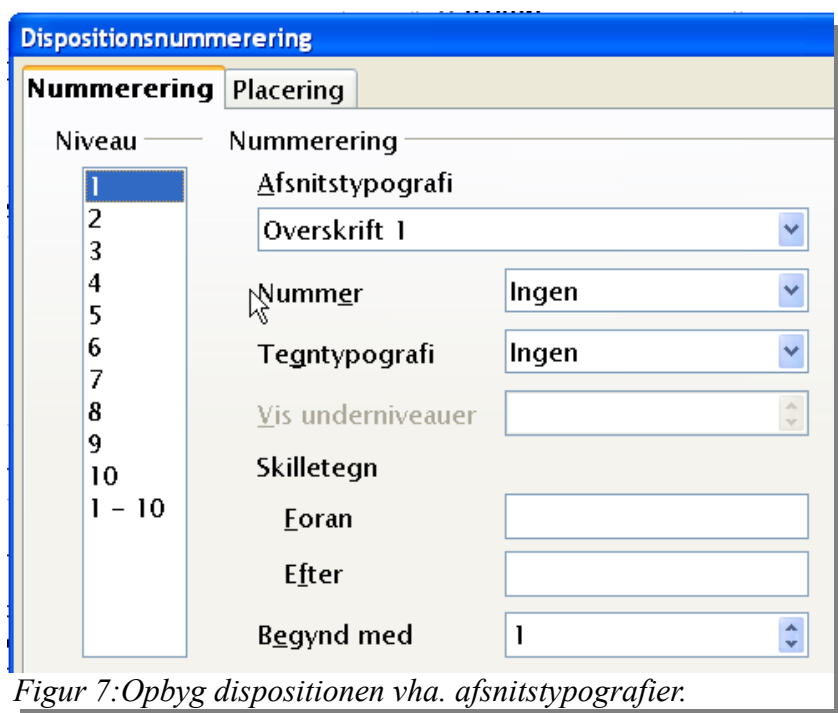 Dispositionsnummerering
Nummerering Placering
Niveau
1
2
3
4
5
6
7
8
9
10
1 – 10
Nummerering
Afsnitstypografi
Overskrift 1
Nummer Ingen
Tegntypografi Ingen
Vis underniveauer
Skilletegn
Foran
Efter
Begynd med 1
Figur 7:Opbyg dispositionen vha. afsnitstypografier.